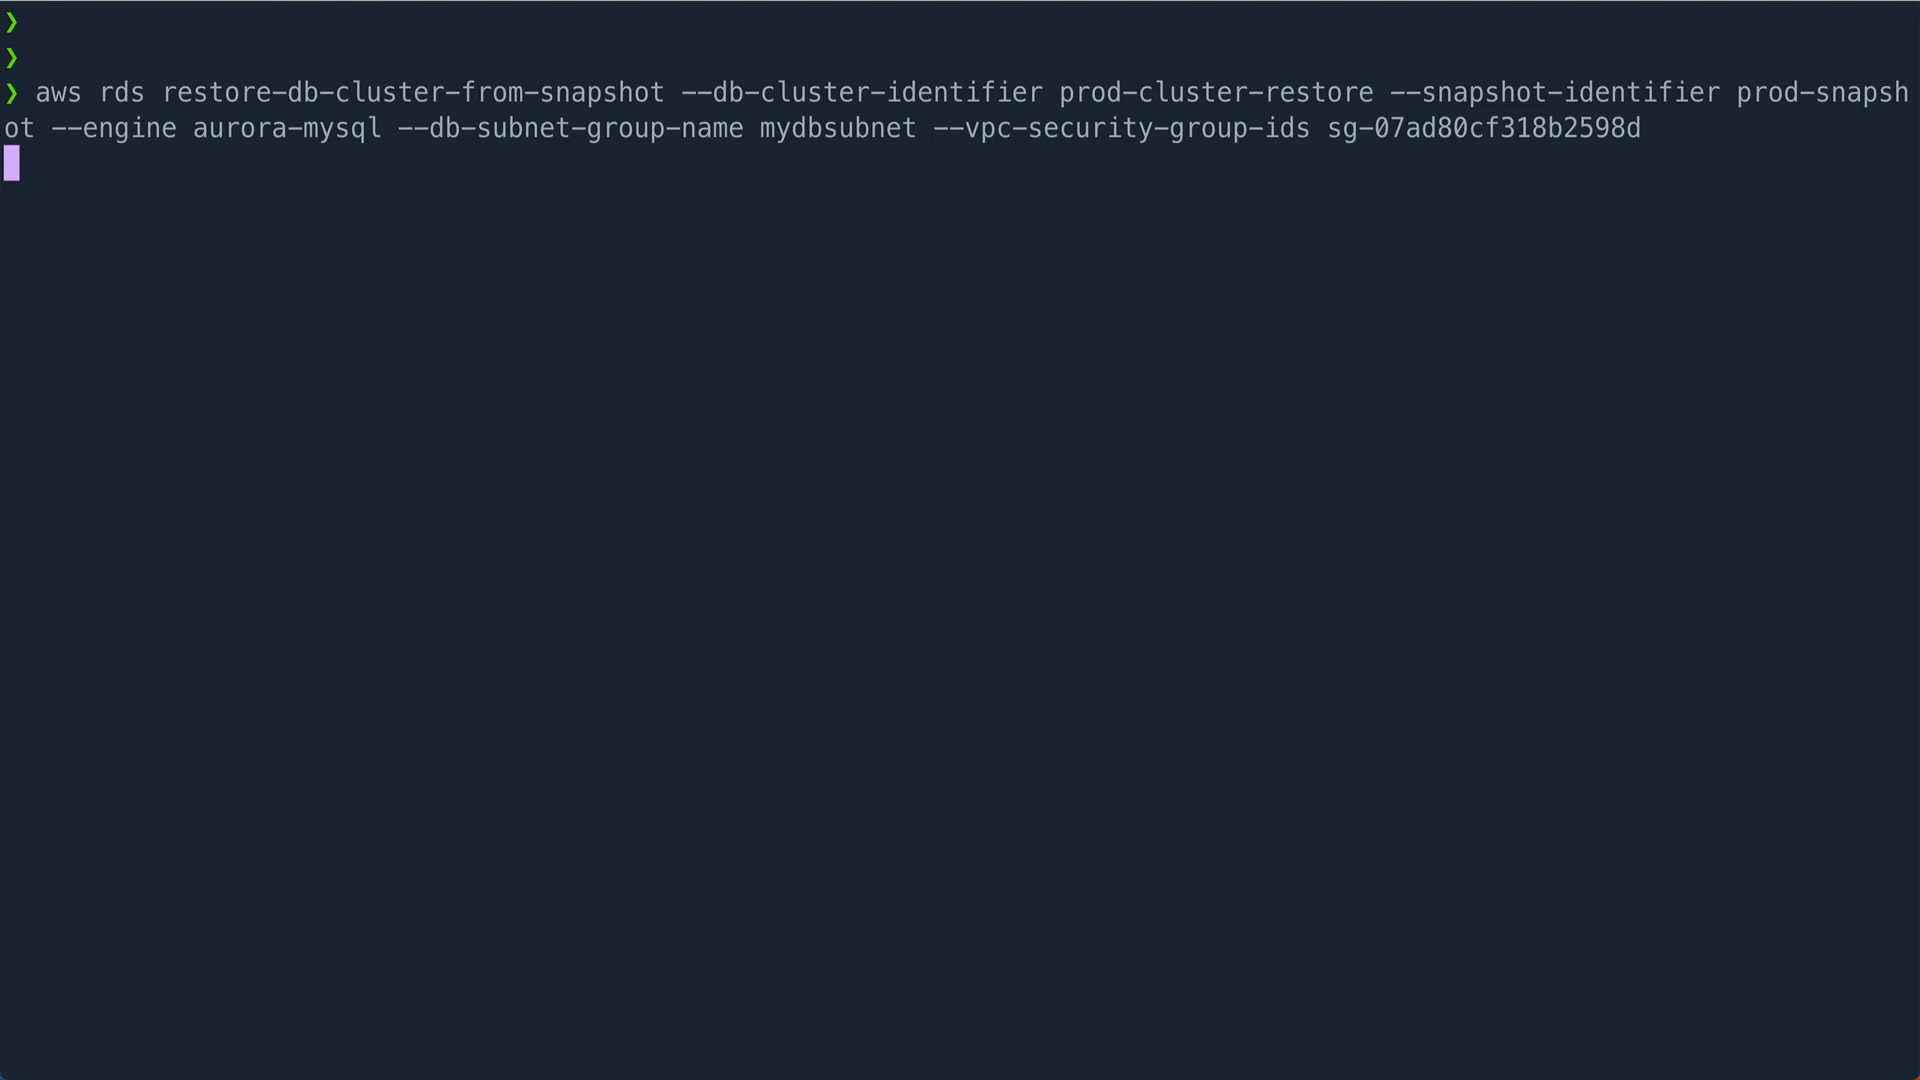 ❯
❯
❯ aws rds restore-db-cluster-from-snapshot --db-cluster-identifier prod-cluster-restore --snapshot-identifier prod-snapsh
ot --engine aurora-mysql --db-subnet-group-name mydbsubnet --vpc-security-group-ids sg-07ad80cf318b2598d